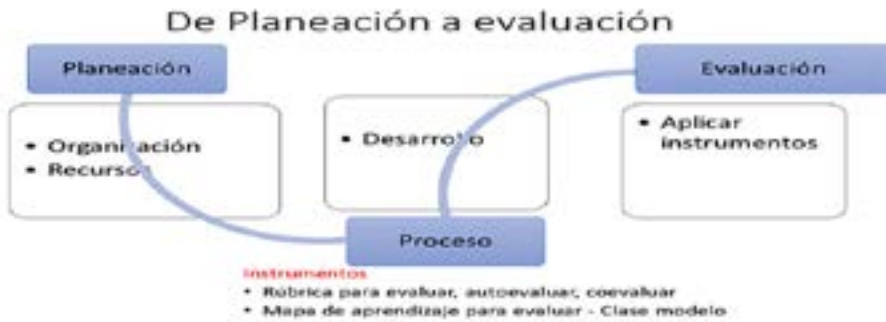 De Planeación a evaluación
Planeación
• Organización
• Recursos
• Desarrollo
Proceso
Evaluación
• Aplicar
instrumentos
Instrumentos
• Rúbrica para evaluar, autoevaluar, coevaluar
• Mapa de aprendizaje para evaluar - Clase modelo